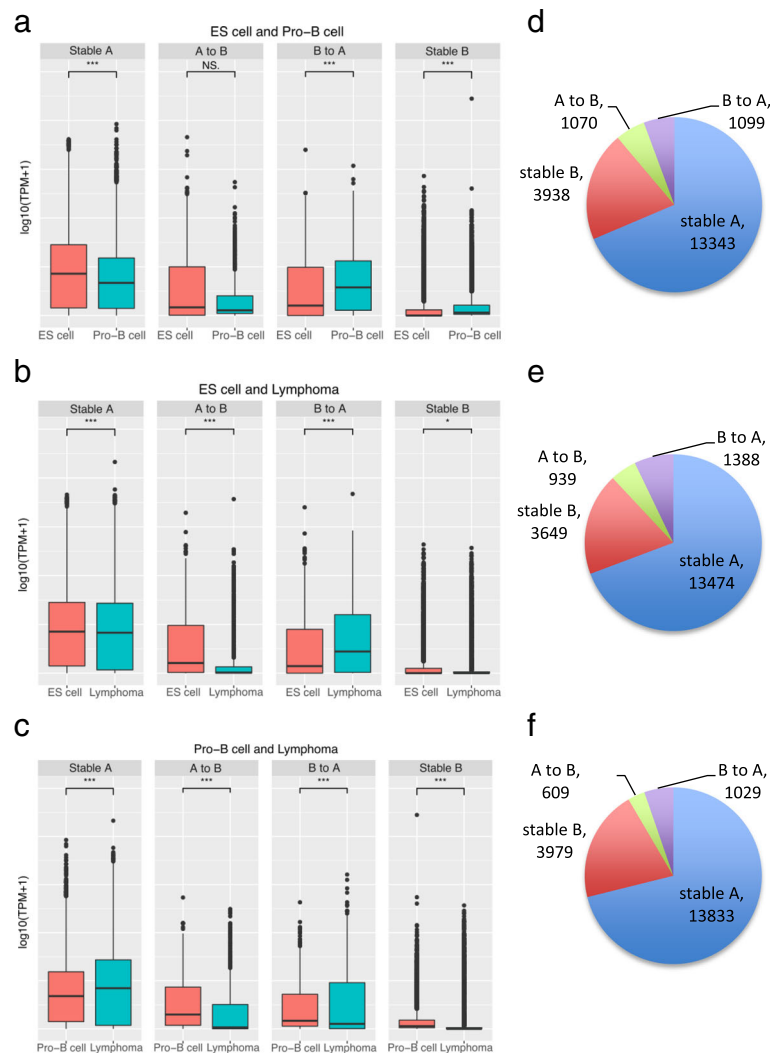 a
ES cell and Pro−B cell
Stable A
A to B
B to A
Stable B
***
NS.
***
***
log10(TPM+1)
ES cell
Pro−B cell
ES cell
Pro−B cell
ES cell
Pro−B cell
ES cell
Pro−B cell
d
A to B,
1070
B to A,
1099
stable B,
3938
stable A,
13343
b
ES cell and Lymphoma
Stable A
A to B
B to A
Stable B
***
***
***
*
log10(TPM+1)
ES cell
Lymphoma
ES cell
Lymphoma
ES cell
Lymphoma
ES cell
Lymphoma
e
A to B,
939
B to A,
1388
stable B,
3649
stable A,
13474
c
Pro−B cell and Lymphoma
Stable A
A to B
B to A
Stable B
***
***
***
***
log10(TPM+1)
Pro−B cell
Lymphoma
Pro−B cell
Lymphoma
Pro−B cell
Lymphoma
Pro−B cell
Lymphoma
f
A to B,
609
B to A,
1029
stable B,
3979
stable A,
13833